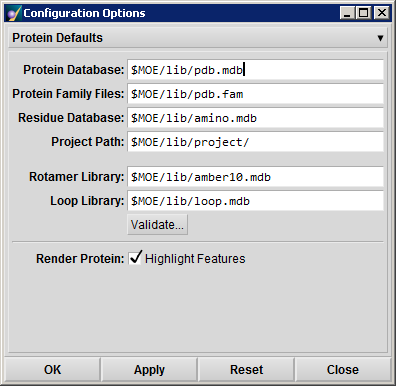 Configuration Options
Protein Defaults
Protein Database: $MOE/lib/pdb.mdb
Protein Family Files: $MOE/lib/pdb.fam
Residue Database: $MOE/lib/amino.mdb
Project Path: $MOE/lib/project/
Rotamer Library: $MOE/lib/amber10.mdb
Loop Library: $MOE/lib/loop.mdb
Validate...
Render Protein: Highlight Features
OK Apply Reset Close